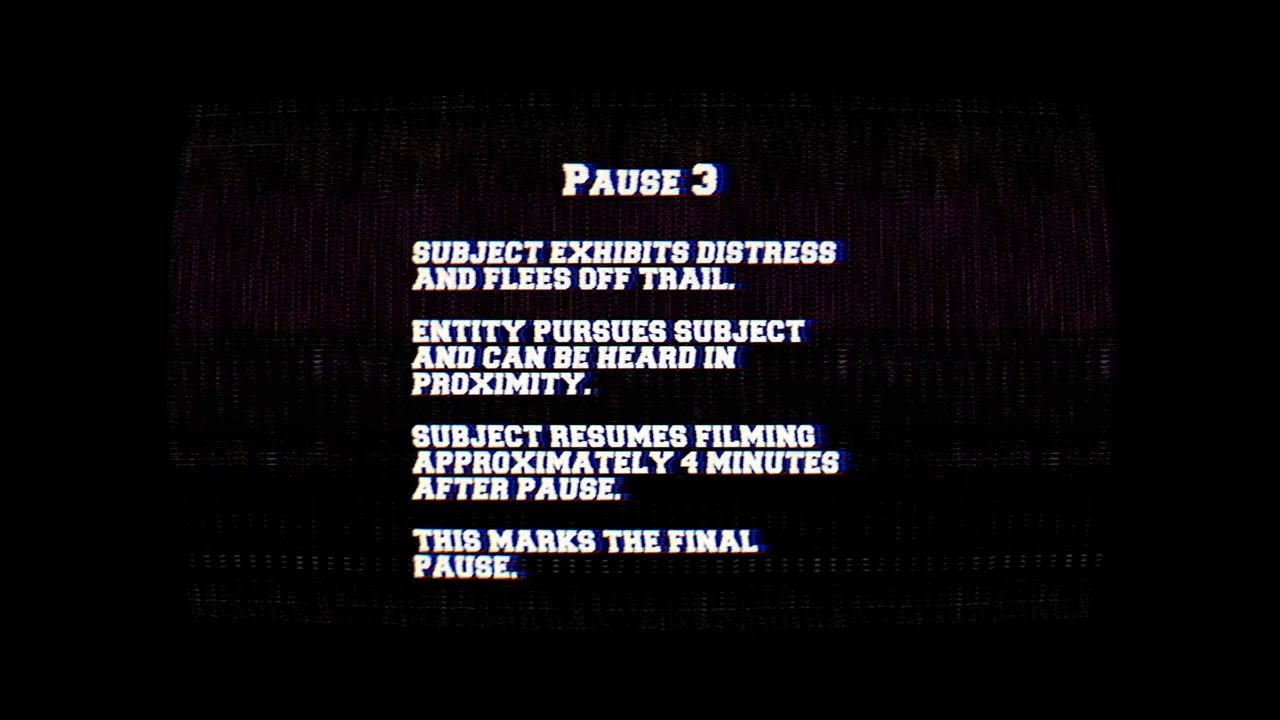 Pause 3
SUBJECT EXHIBITS DISTRESS
AND FLEES OFF TRAIL.
ENTITY PURSUES SUBJECT
AND CAN BE HEARD IN
PROXIMITY.
SUBJECT RESUMES FILMING
APPROXIMATELY 4 MINUTES
AFTER PAUSE.
THIS MARKS THE FINAL
PAUSE.